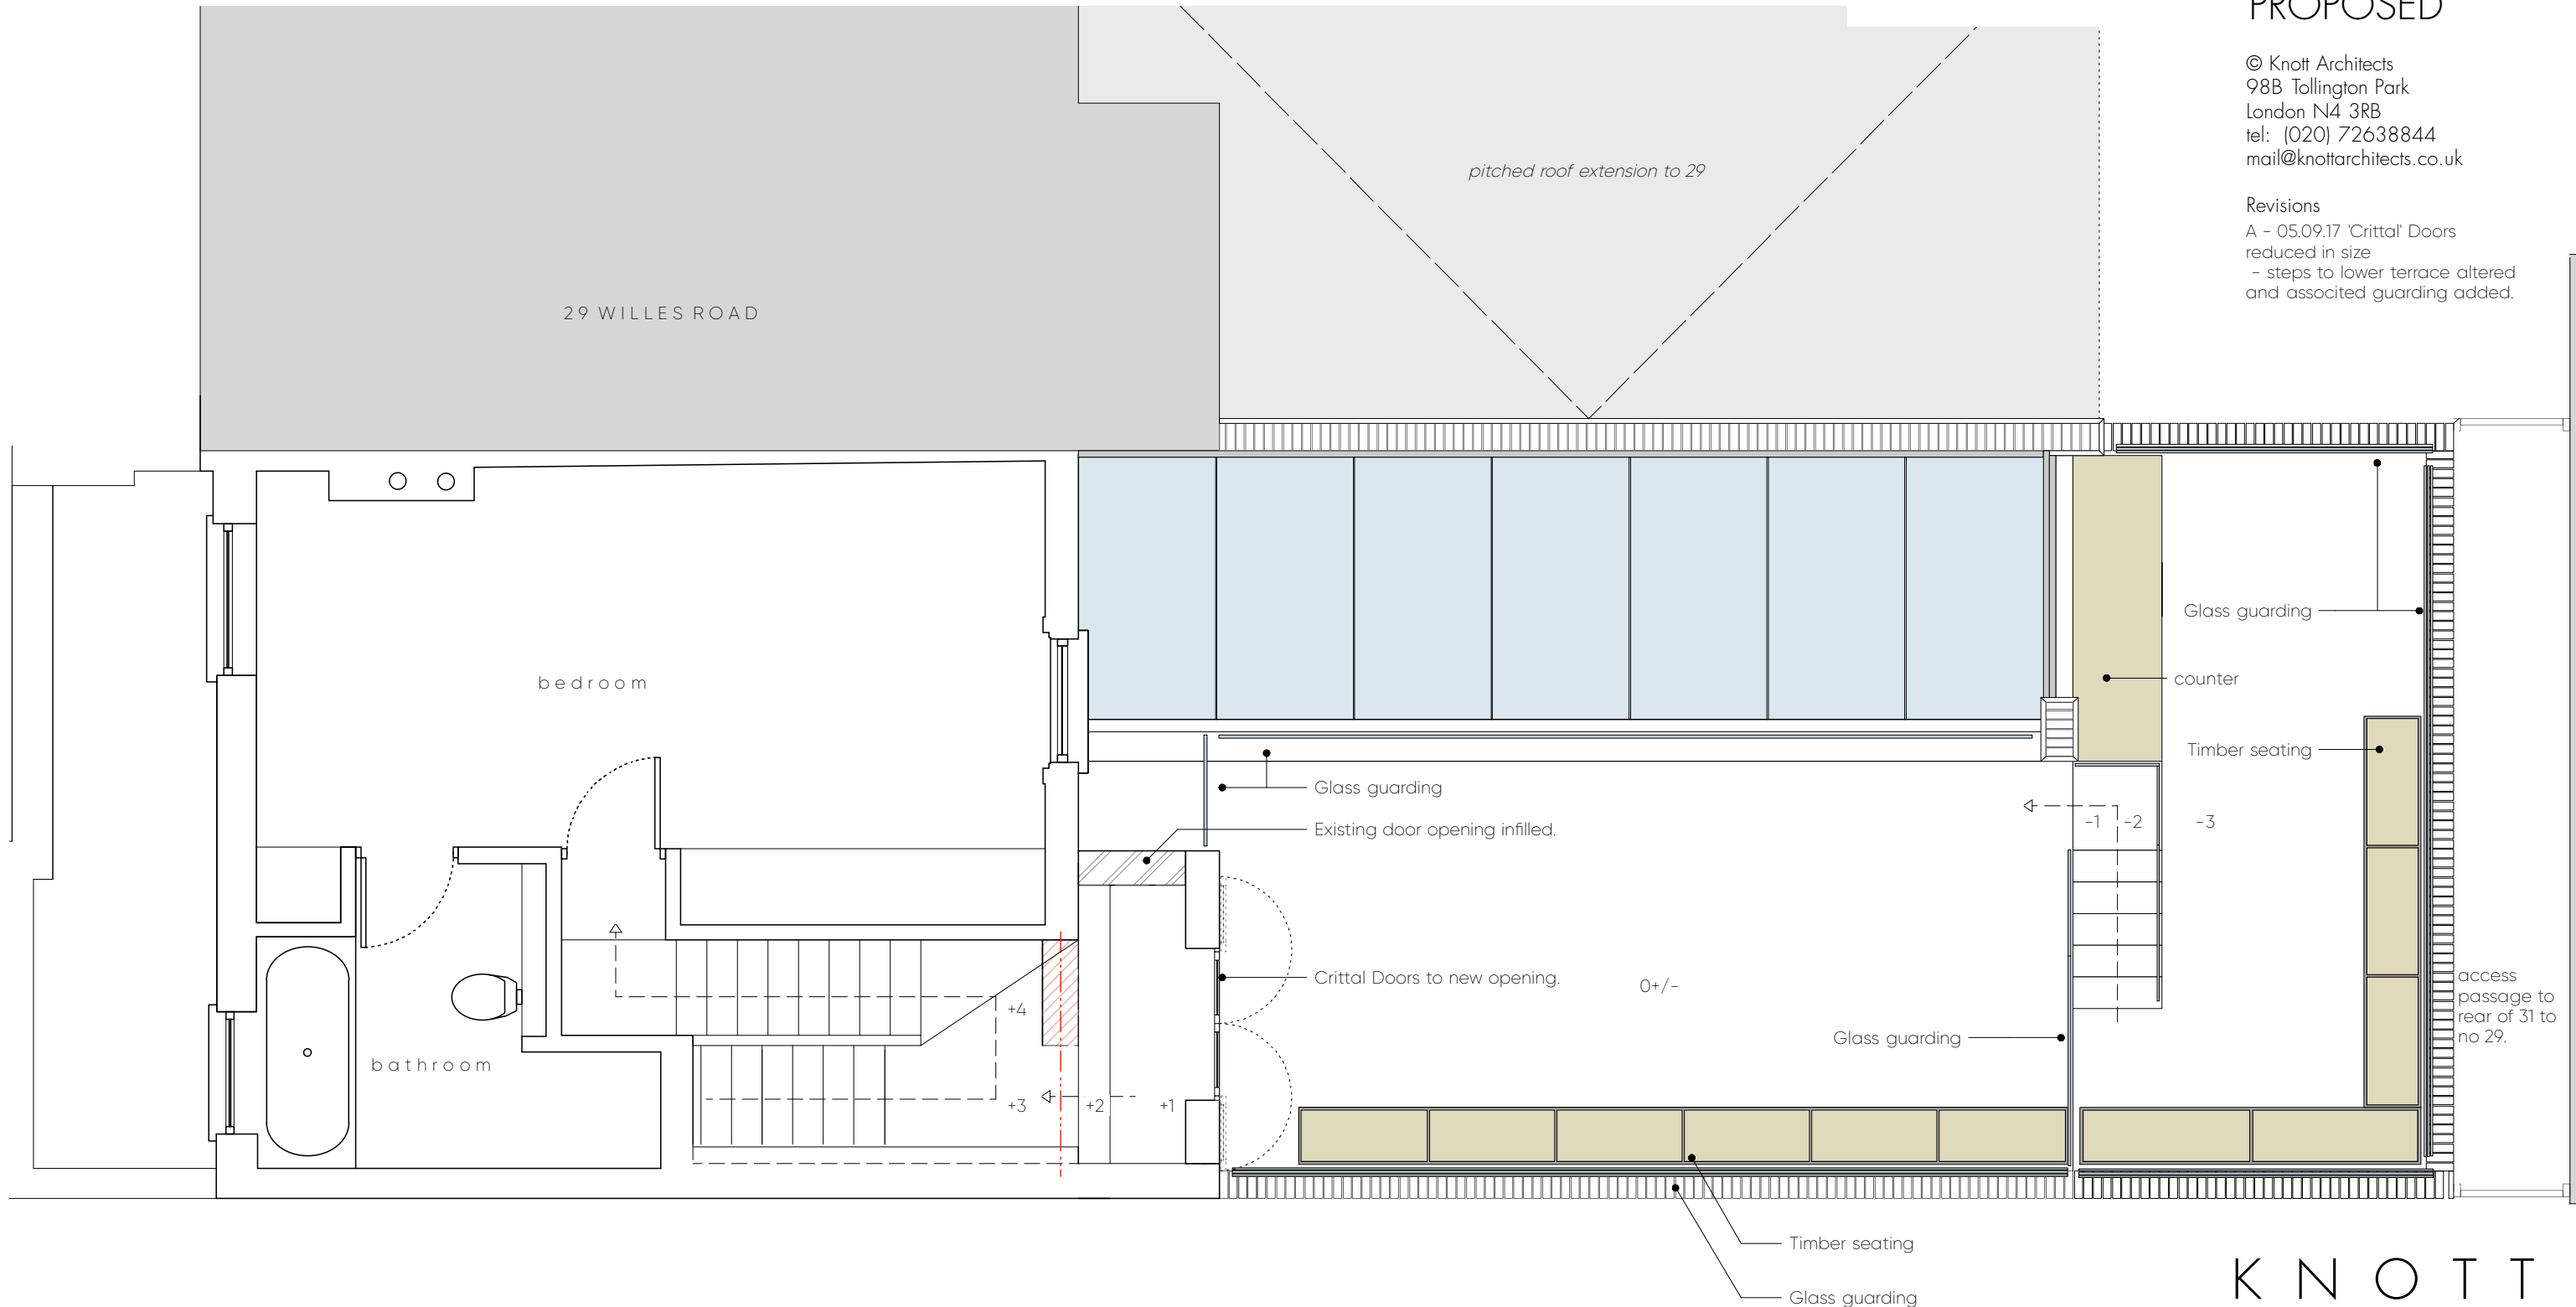 PROPOSED
© Knott Architects
98B Tollington Park
London N4 3RB
tel: (020) 72638844
mail@knottarchitects.co.uk
Revisions
A - 05.09.17 'Crittal' Doors
reduced in size
- steps to lower terrace altered
and associted guarding added.
pitched roof extension to 29
29 WILLES ROAD
Glass guarding
counter
Timber seating
bedroom
Glass guarding
Existing door opening infilled.
-1
-2
-3
Crittal Doors to new opening.
0+/-
access
passage to
rear of 31 to
no 29.
+4
Glass guarding
bathroom
+3
+2
+1
Timber seating
Glass guarding
KNOTT